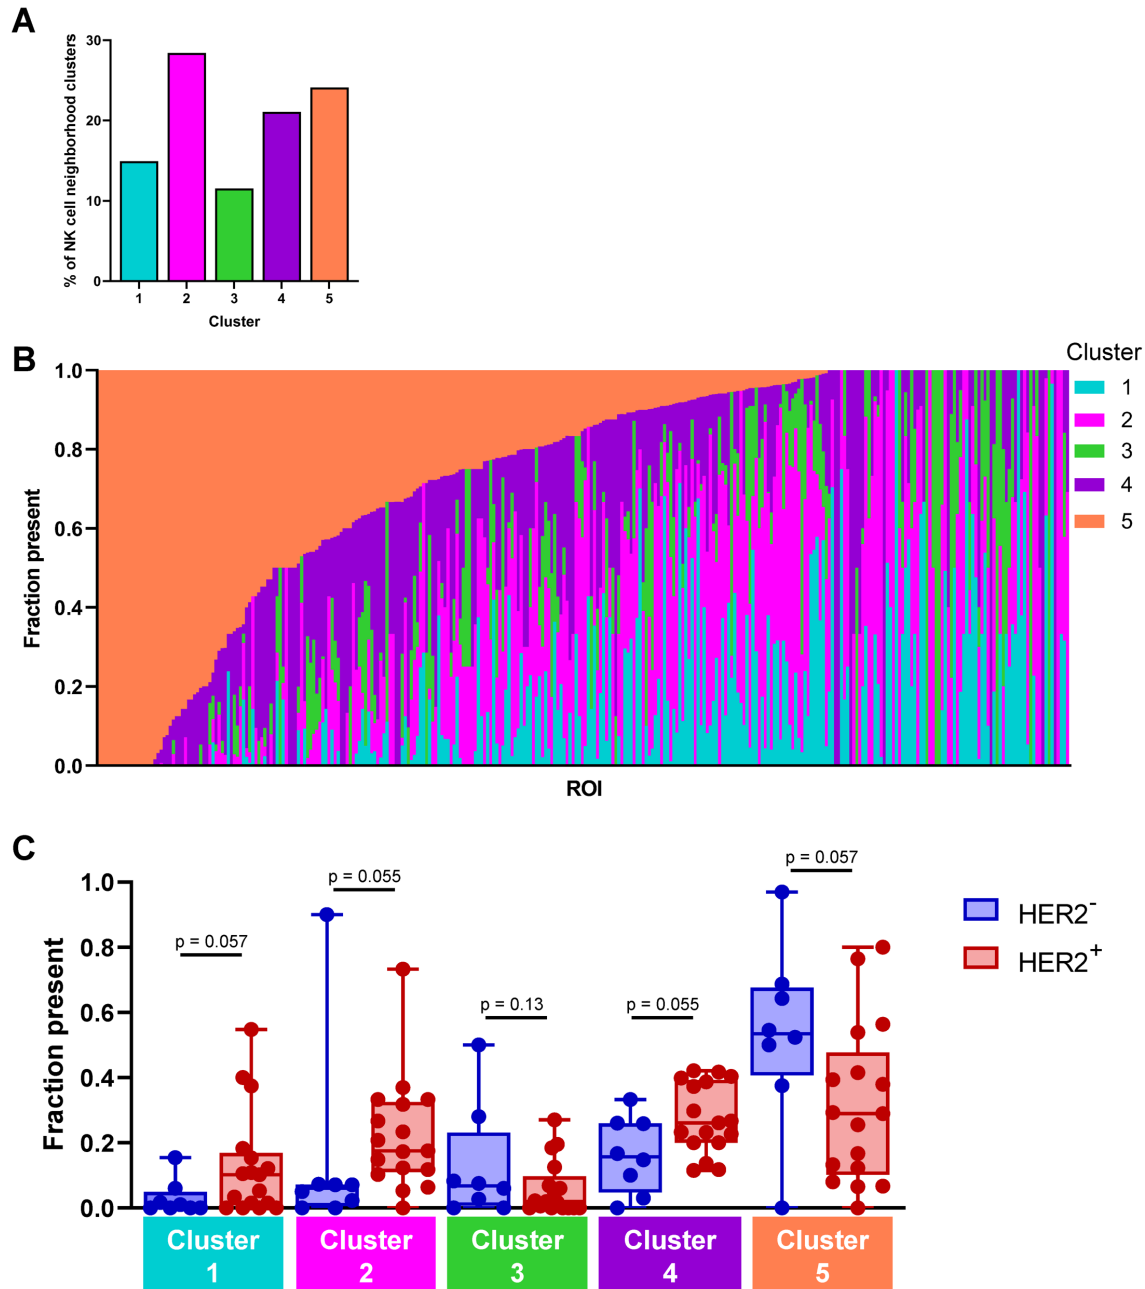 A
% of NK cell neighborhood clusters
30
20
10
0
1 2 3 4 5
Cluster
B
Fraction present
1.0
0.8
0.6
0.4
0.2
0.0
ROI
Cluster
1
2
3
4
5
C
Fraction present
1.0
0.8
0.6
0.4
0.2
0.0
p = 0.057
p = 0.055
p = 0.13
p = 0.055
p = 0.057
HER2⁻
HER2⁺
Cluster
1
Cluster
2
Cluster
3
Cluster
4
Cluster
5